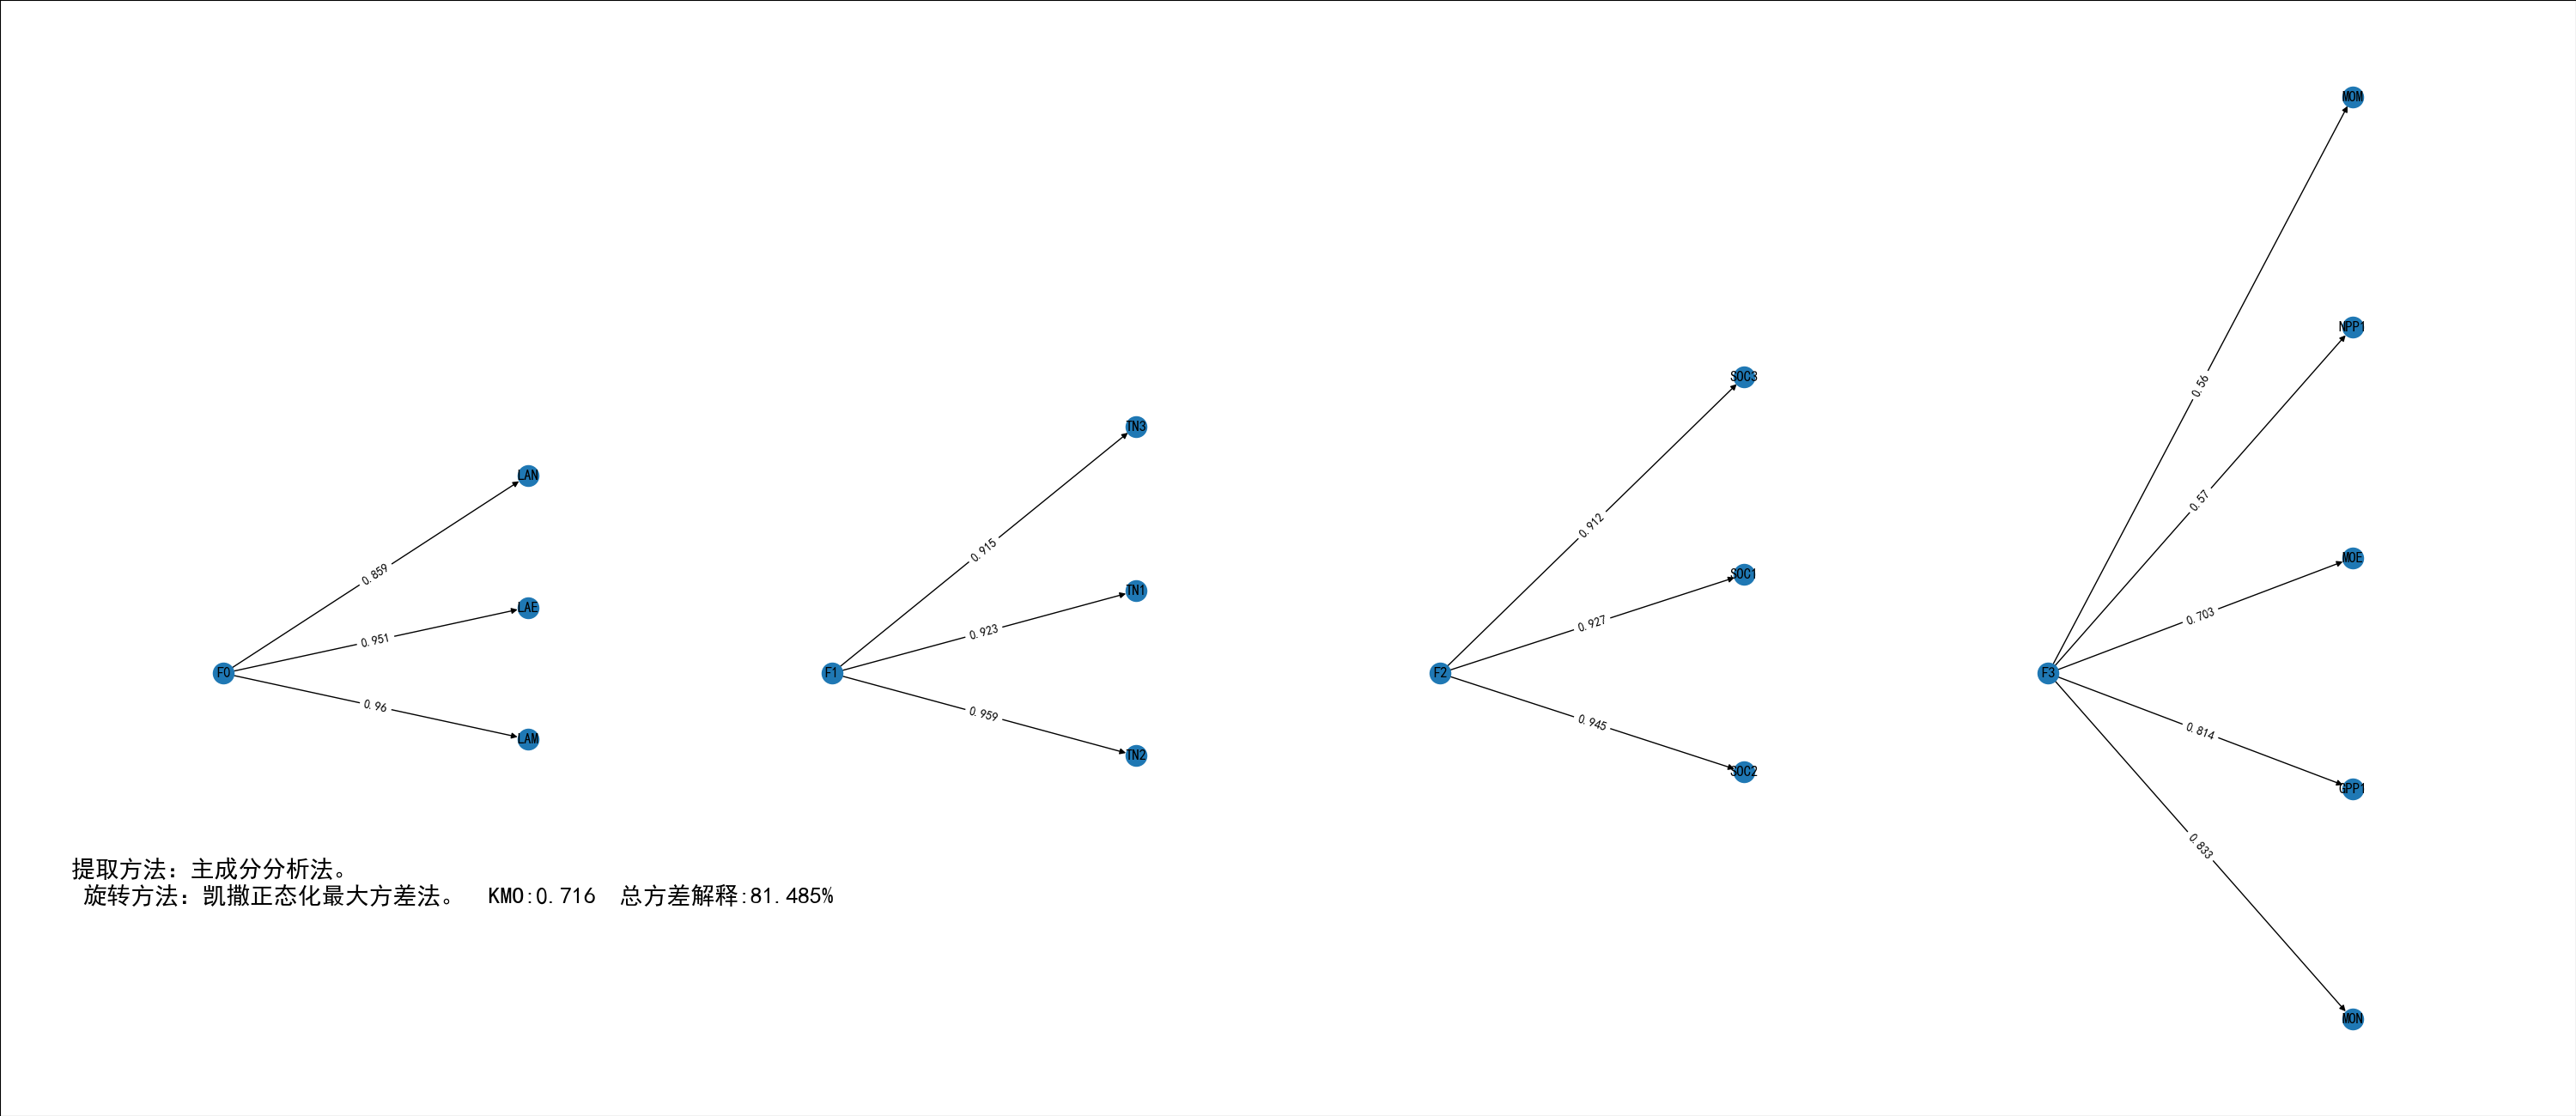 MOM
NPP1
SOC3
0.56
TN3
LAN
0.57
0.912
0.915
MOE
SOC1
0.859
TN1
LAE
0.703
0.927
0.923
0.951
F0
F1
F2
F3
0.96
0.959
0.945
0.814
LAM
TN2
SOC2
GPP1
0.833
提取方法：主成分分析法。
旋转方法：凯撒正态化最大方差法。 KMO:0.716 总方差解释:81.485%
MON